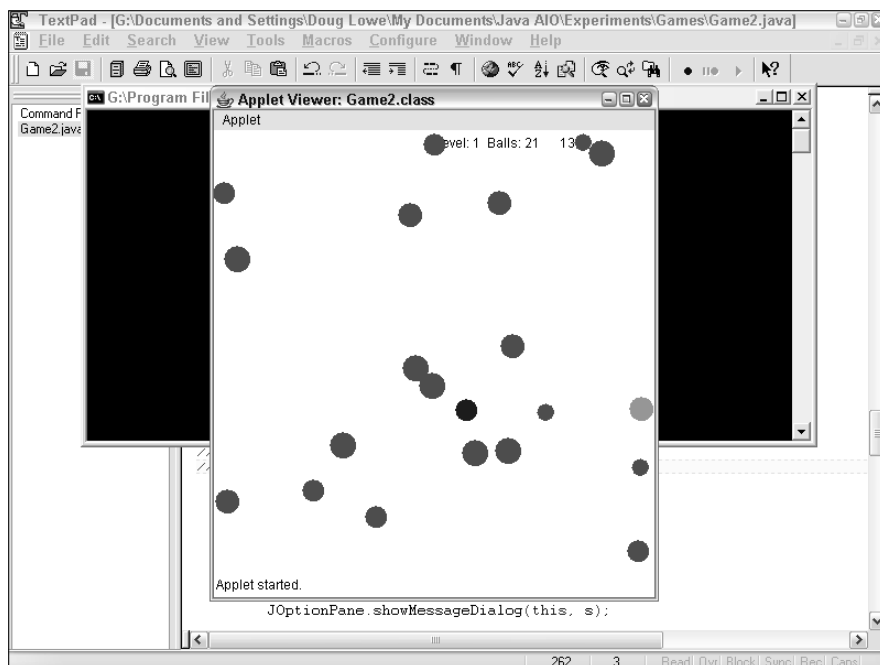 TextPad - [G:\Documents and Settings\Doug Lowe\My Documents\Java AIO\Experiments\Games\Game2.java]
File Edit Search View Tools Macros Configure Window Help
G:\Program Fil
Applet Viewer: Game2.class
Command
Game2.java
Applet
evel: 1 Balls: 21 13
Applet started.
JOptionPane.showMessageDialog(this, s);
262 3 Read Ovr Block Sync Rec Caps